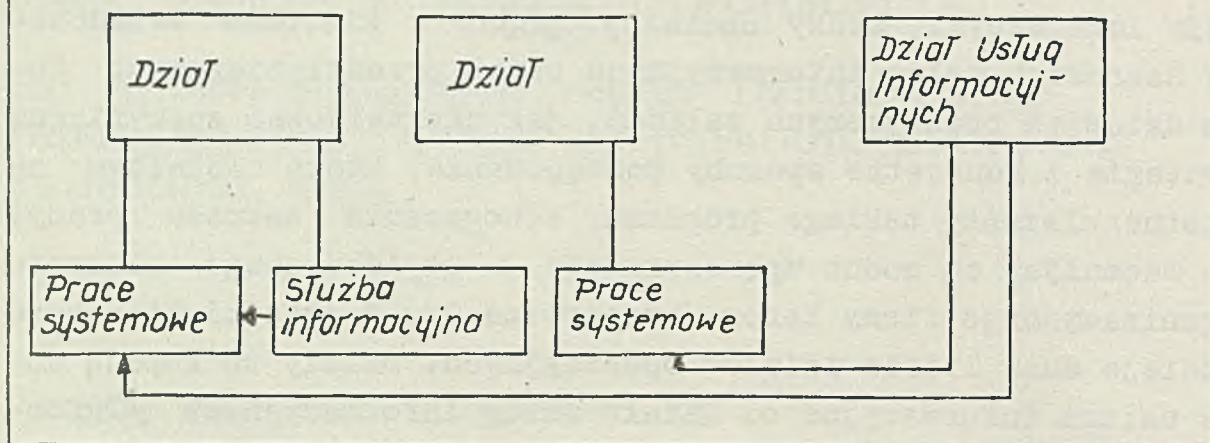 Dział
Dział
Dział Usług
Informacyj-
nych
Prace
systemowe
Służba
informacyjna
Prace
systemowe